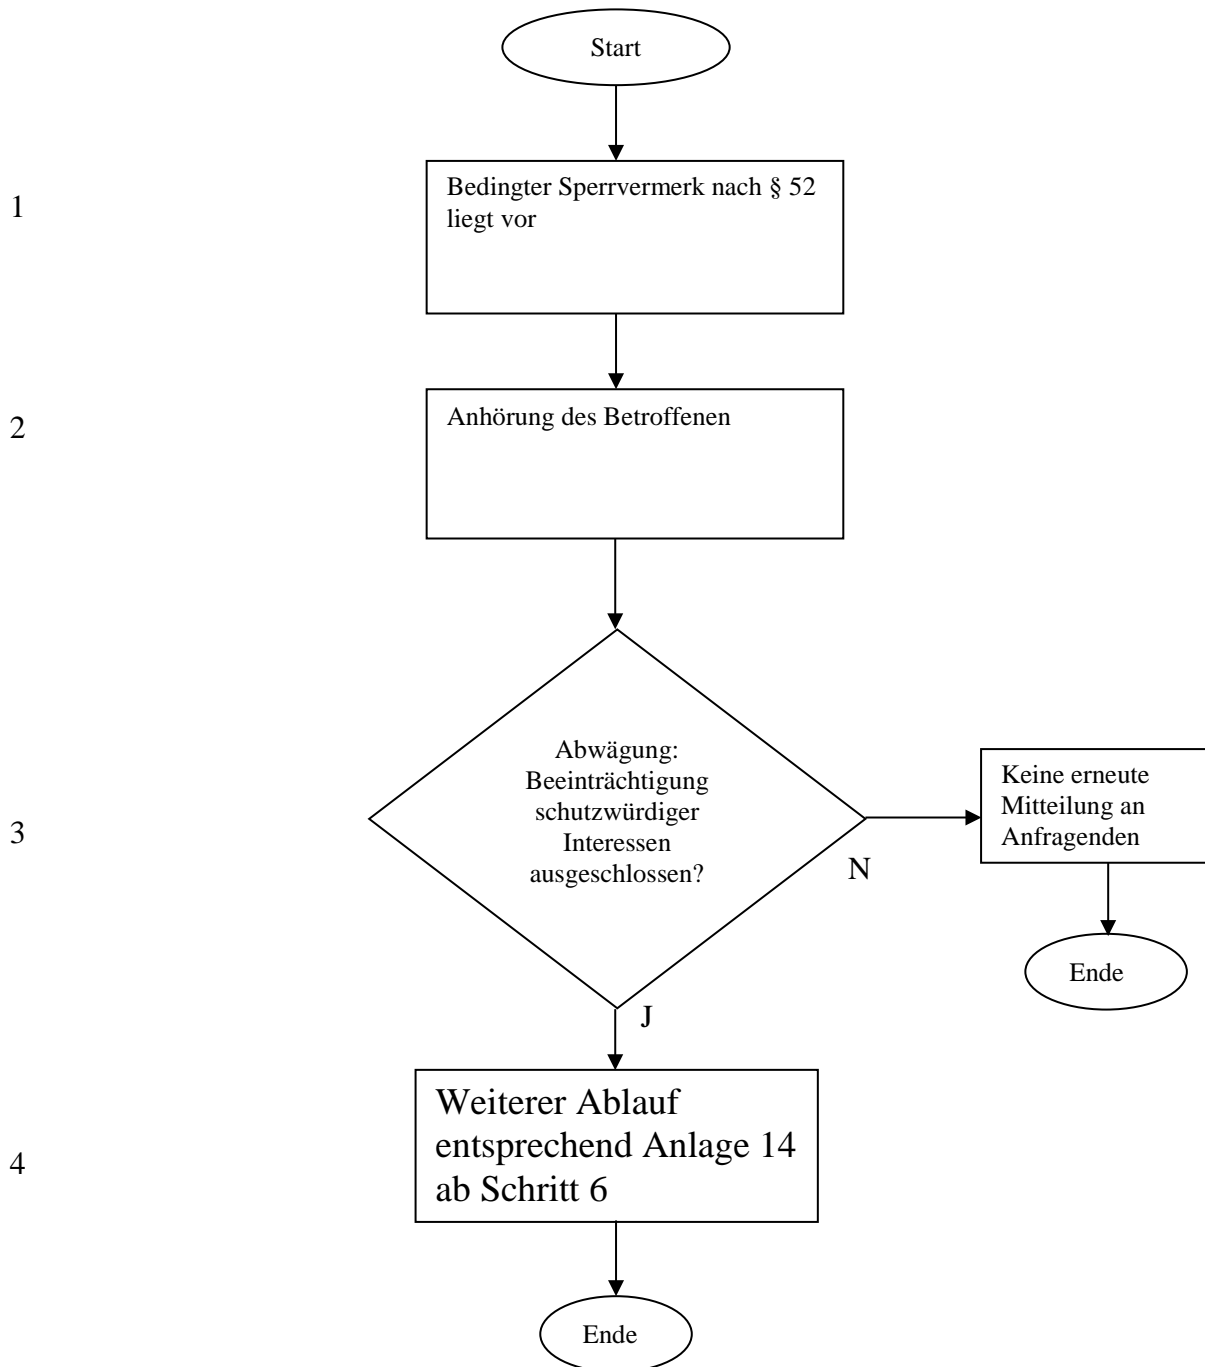 Start
1
Bedingter Sperrvermerk nach § 52
liegt vor
2
Anhörung des Betroffenen
3
Abwägung:
Beeinträchtigung
schutzwürdiger
Interessen
ausgeschlossen?
N
Keine erneute
Mitteilung an
Anfragenden
Ende
J
4
Weiterer Ablauf
entsprechend Anlage 14
ab Schritt 6
Ende